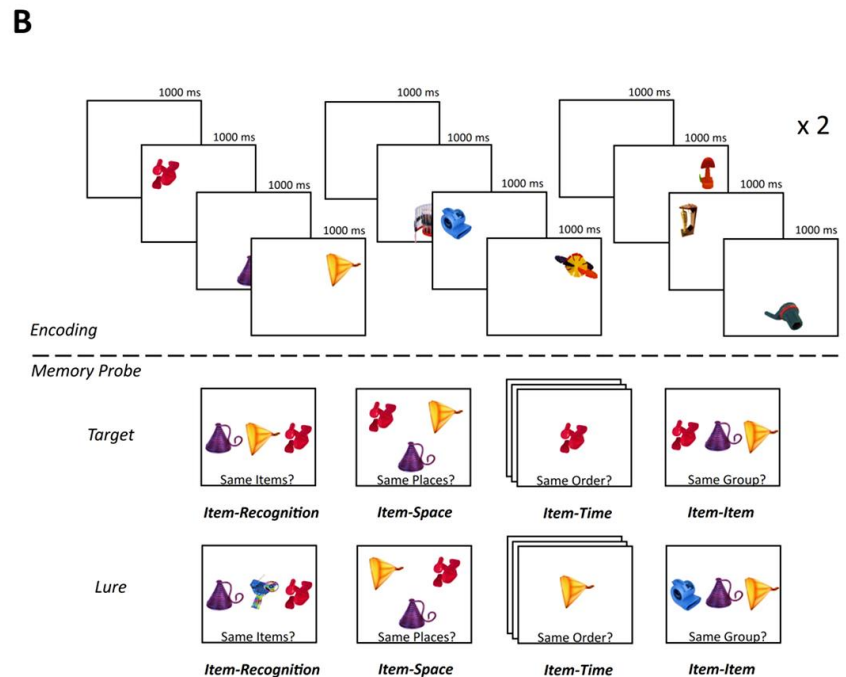 B
1000 ms 1000 ms 1000 ms
1000 ms 1000 ms 1000 ms
x 2
1000 ms 1000 ms 1000 ms
1000 ms 1000 ms 1000 ms
Encoding
Memory Probe
Target
Same Items? Same Places? Same Order? Same Group?
Item-Recognition Item-Space Item-Time Item-Item
Lure
Same Items? Same Places? Same Order? Same Group?
Item-Recognition Item-Space Item-Time Item-Item